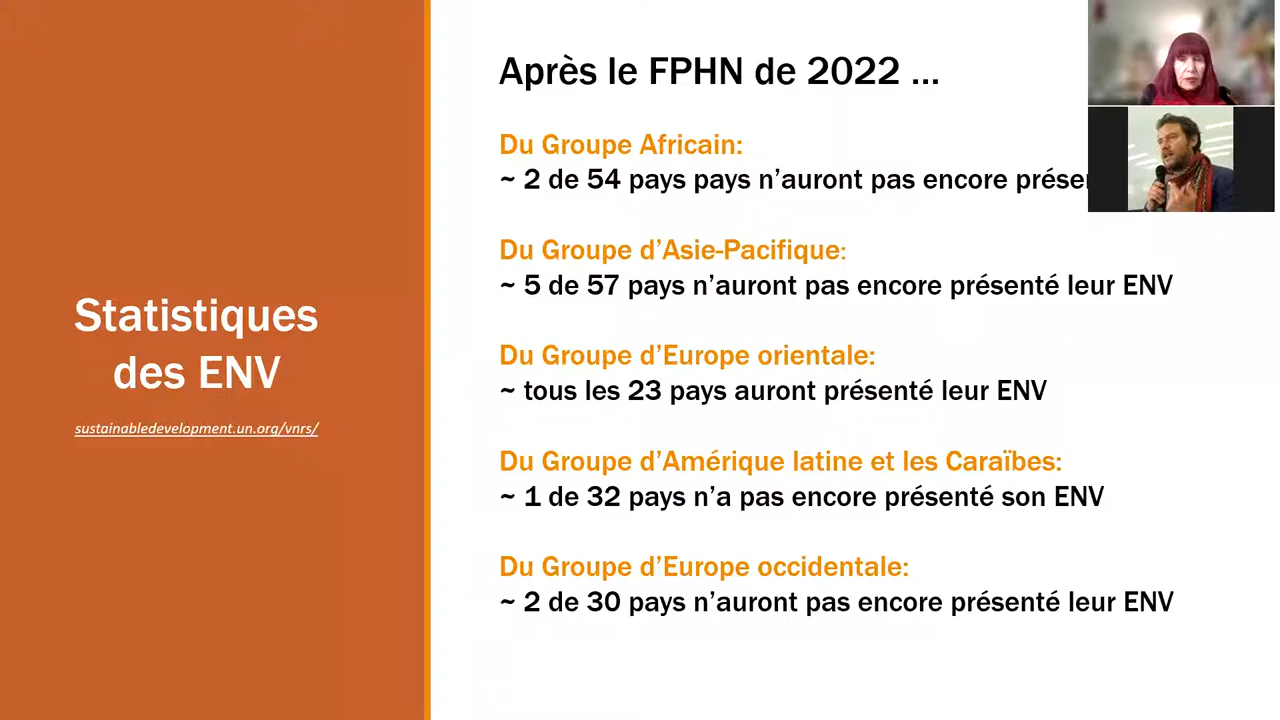 Statistiques
des ENV
sustainabledevelopment.un.org/vnrs/
Après le FPHN de 2022 ...
Du Groupe Africain:
~ 2 de 54 pays pays n’auront pas encore
Du Groupe d’Asie-Pacifique:
~ 5 de 57 pays n’auront pas encore présenté leur ENV
Du Groupe d’Europe orientale:
~ tous les 23 pays auront présenté leur ENV
Du Groupe d’Amérique latine et les Caraïbes:
~ 1 de 32 pays n’a pas encore présenté son ENV
Du Groupe d’Europe occidentale:
~ 2 de 30 pays n’auront pas encore présenté leur ENV